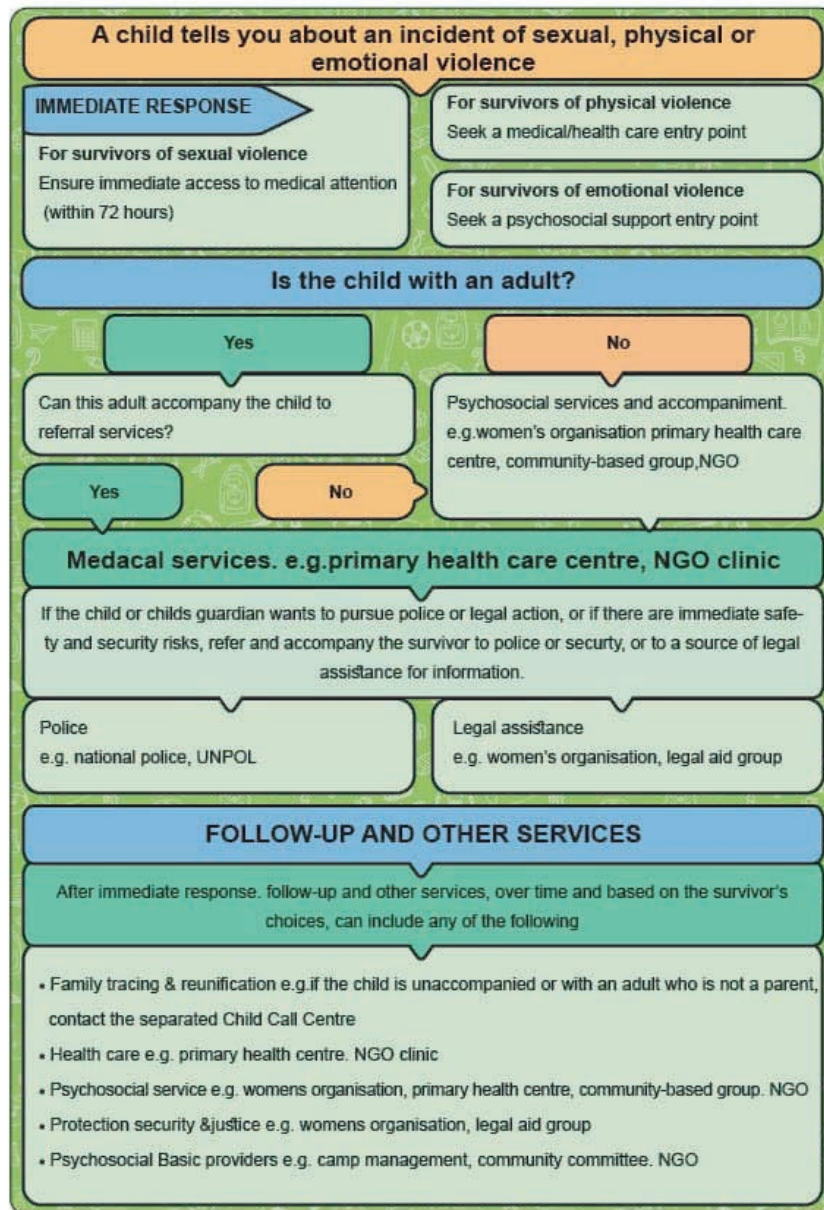 A child tells you about an incident of sexual, physical or
emotional violence
IMMEDIATE RESPONSE
For survivors of sexual violence
Ensure immediate access to medical attention
(within 72 hours)
For survivors of physical violence
Seek a medical/health care entry point
For survivors of emotional violence
Seek a psychosocial support entry point
Is the child with an adult?
Yes
No
Can this adult accompany the child to
referral services?
Psychosocial services and accompaniment.
e.g.women's organisation primary health care
centre, community-based group,NGO
Yes
No
Medacal services. e.g.primary health care centre, NGO clinic
If the child or childs guardian wants to pursue police or legal action, or if there are immediate safe-
ty and security risks, refer and accompany the survivor to police or securty, or to a source of legal
assistance for information.
Police
e.g. national police, UNPOL
Legal assistance
e.g. women's organisation, legal aid group
FOLLOW-UP AND OTHER SERVICES
After immediate response. follow-up and other services, over time and based on the survivor's
choices, can include any of the following
• Family tracing & reunification e.g.if the child is unaccompanied or with an adult who is not a parent,
contact the separated Child Call Centre
• Health care e.g. primary health centre. NGO clinic
• Psychosocial service e.g. womens organisation, primary health centre, community-based group. NGO
• Protection security &justice e.g. womens organisation, legal aid group
• Psychosocial Basic providers e.g. camp management, community committee. NGO